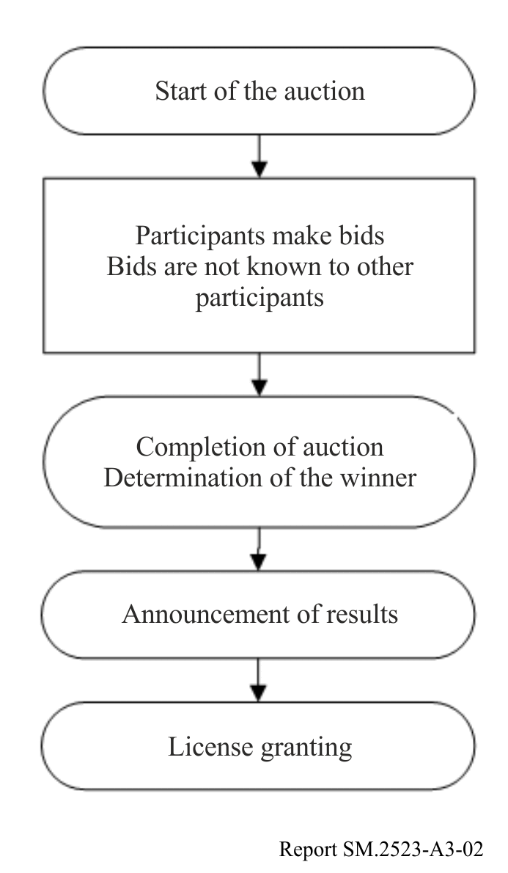 Start of the auction
Participants make bids
Bids are not known to other
participants
Completion of auction
Determination of the winner
Announcement of results
License granting
Report SM.2523-A3-02